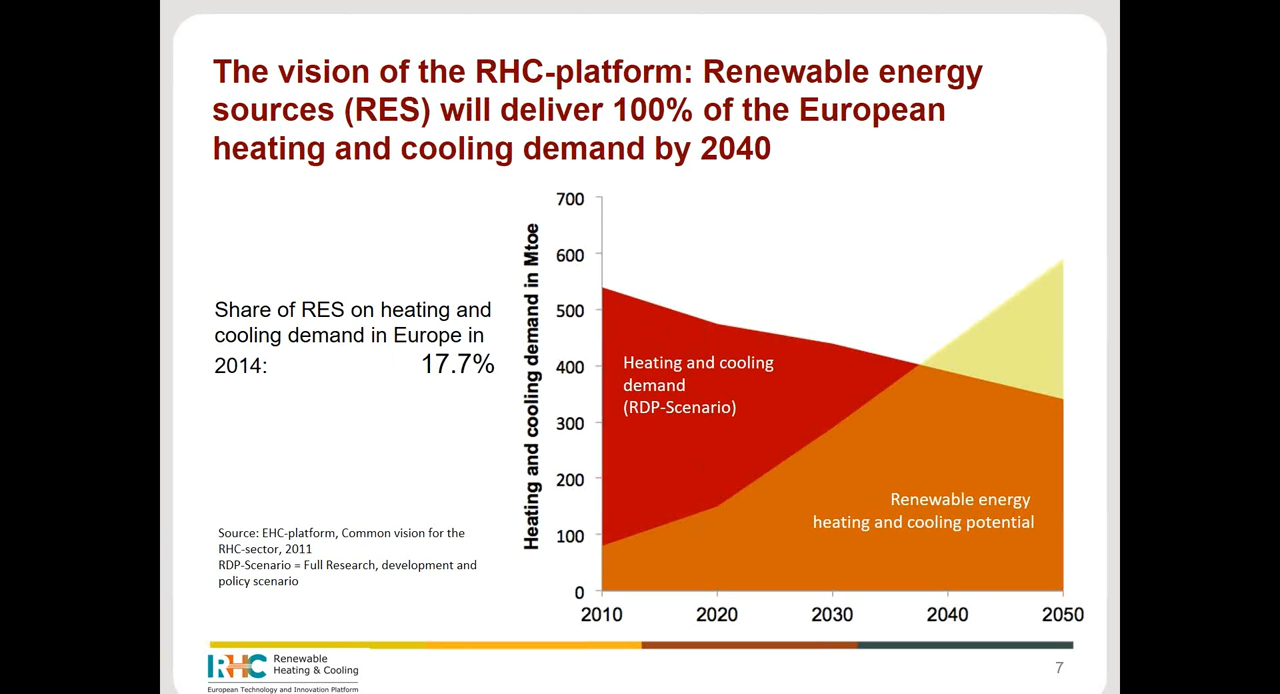 The vision of the RHC-platform: Renewable energy
sources (RES) will deliver 100% of the European
heating and cooling demand by 2040
Share of RES on heating and
cooling demand in Europe in
2014: 17.7%
Source: EHC-platform, Common vision for the
RHC-sector, 2011
RDP-Scenario = Full Research, development and
policy scenario
Heating and cooling demand in Mtoe
700
600
500
400
300
200
100
0
2010 2020 2030 2040 2050
Heating and cooling
demand
(RDP-Scenario)
Renewable energy
heating and cooling potential
RHC Renewable
Heating & Cooling
European Technology and Innovation Platform
7